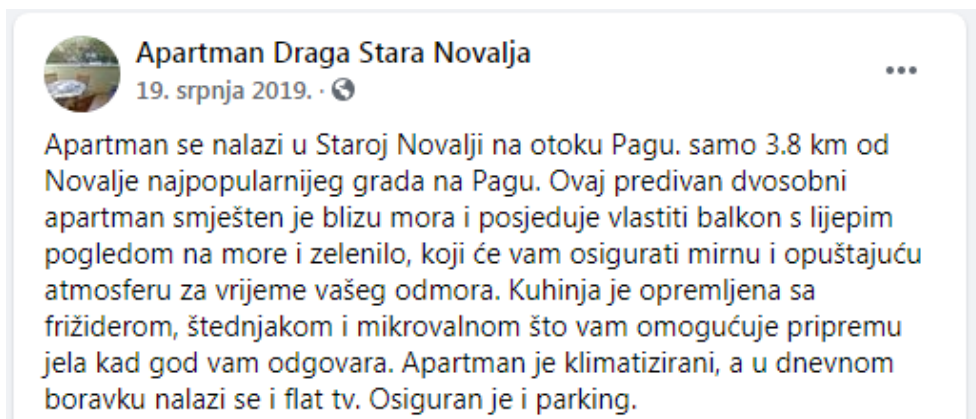 Apartman Draga Stara Novalja
19. srpnja 2019. ·
Apartman se nalazi u Staroj Novalji na otoku Pagu. samo 3.8 km od
Novalje najpopularnijeg grada na Pagu. Ovaj predivan dvosobni
apartman smješten je blizu mora i posjeduje vlastiti balkon s lijepim
pogledom na more i zelenilo, koji će vam osigurati mirnu i opuštajuću
atmosferu za vrijeme vašeg odmora. Kuhinja je opremljena sa
frižiderom, štednjakom i mikrovalnom što vam omogućuje pripremu
jela kad god vam odgovara. Apartman je klimatizirani, a u dnevnom
boravku nalazi se i flat tv. Osiguran je i parking.